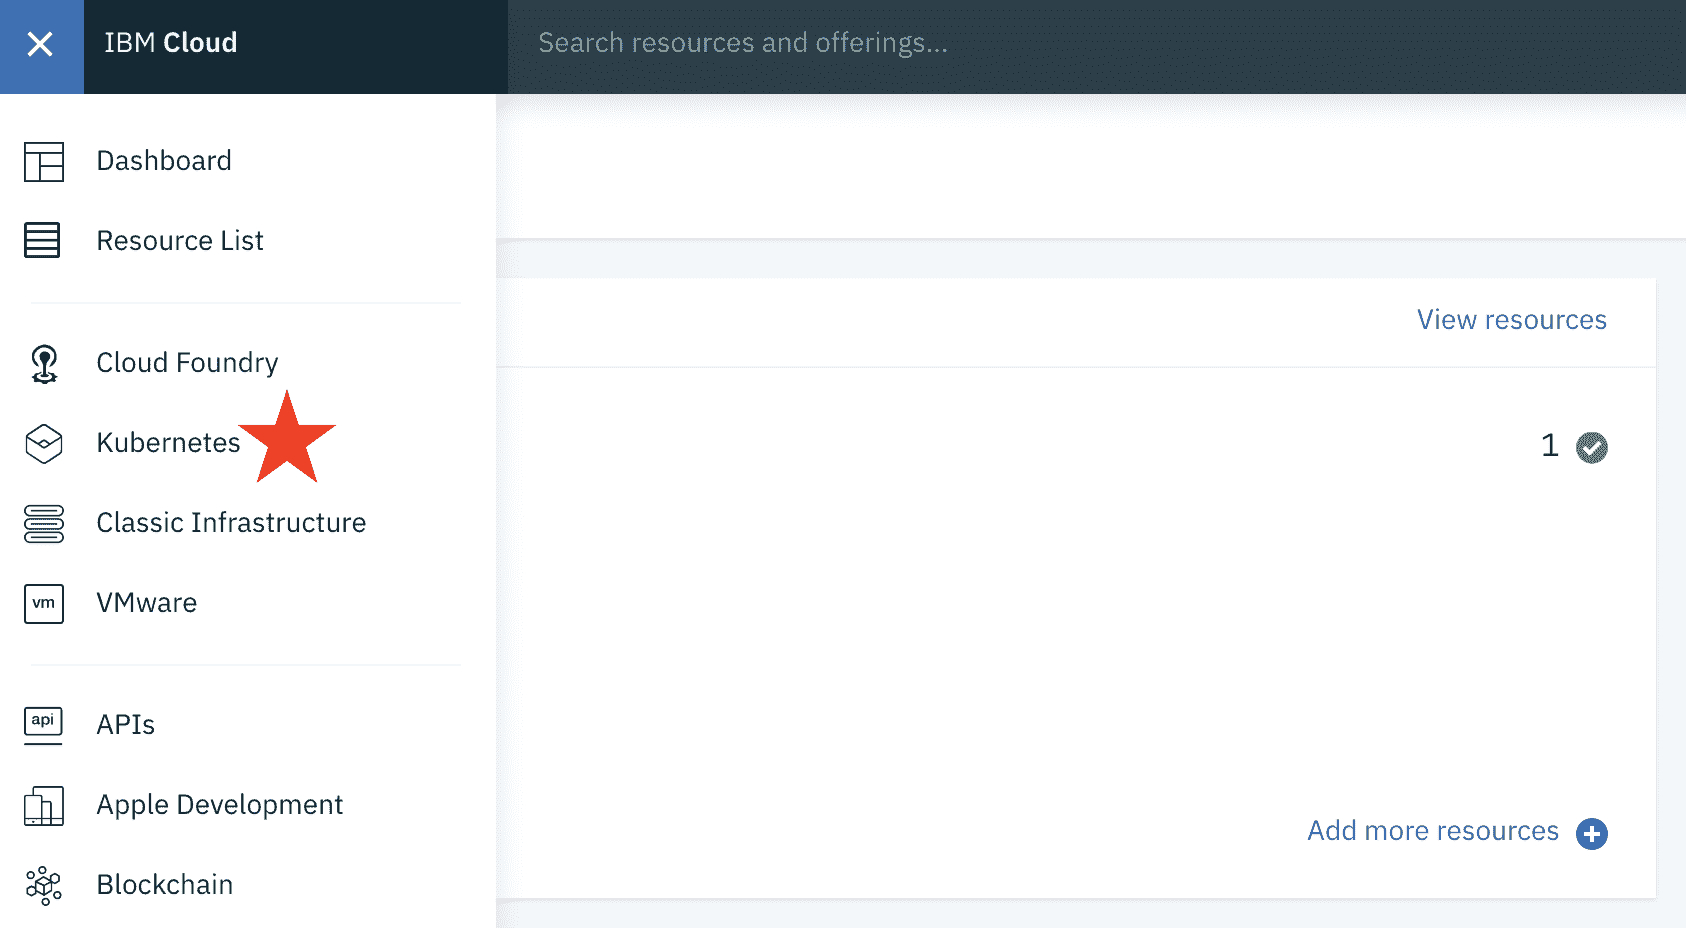 IBM Cloud
Search resources and offerings...
Dashboard
Resource List
Cloud Foundry
Kubernetes
Classic Infrastructure
vm VMware
api APIs
Apple Development
Blockchain
View resources
1
Add more resources